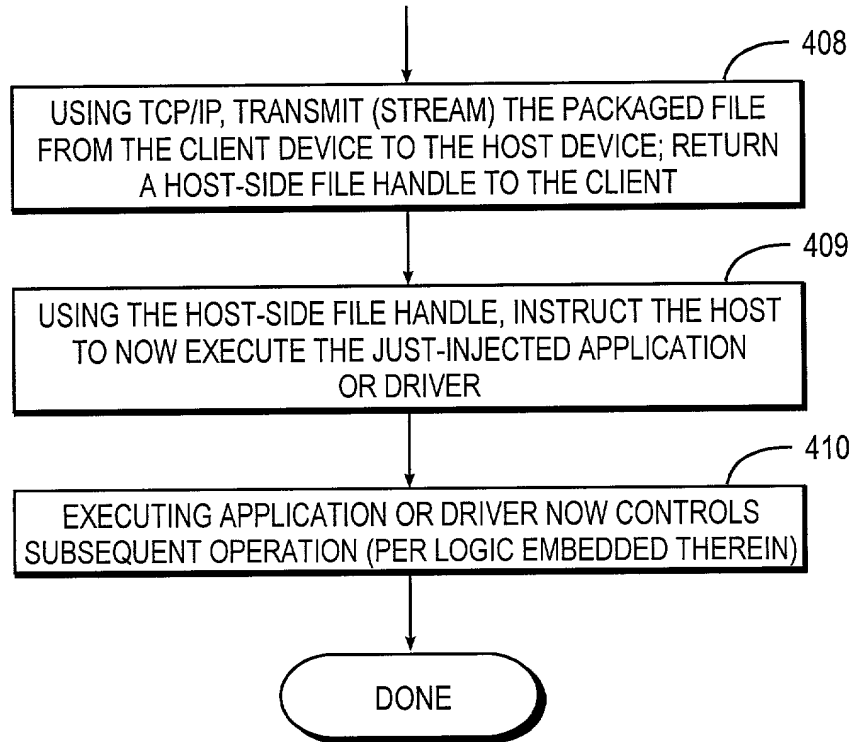 408
USING TCP/IP, TRANSMIT (STREAM) THE PACKAGED FILE
FROM THE CLIENT DEVICE TO THE HOST DEVICE; RETURN
A HOST-SIDE FILE HANDLE TO THE CLIENT
409
USING THE HOST-SIDE FILE HANDLE, INSTRUCT THE HOST
TO NOW EXECUTE THE JUST-INJECTED APPLICATION
OR DRIVER
410
EXECUTING APPLICATION OR DRIVER NOW CONTROLS
SUBSEQUENT OPERATION (PER LOGIC EMBEDDED THEREIN)
DONE